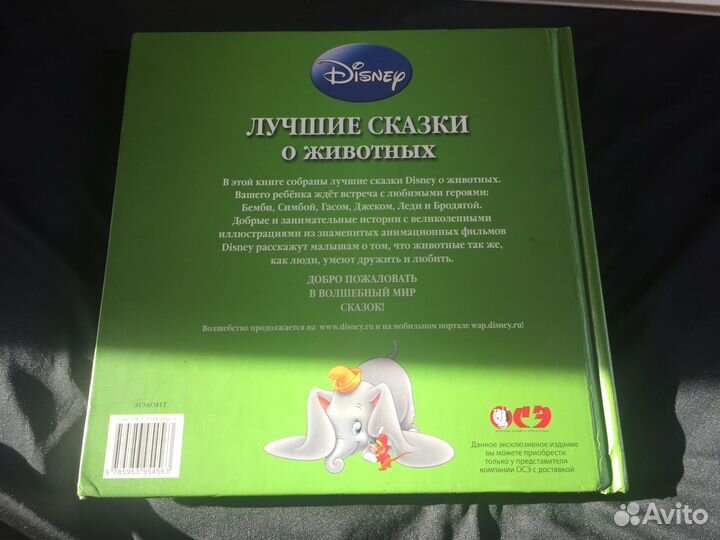 Disney
ЛУЧШИЕ СКАЗКИ
О ЖИВОТНЫХ
В этой книге собраны лучшие сказки Disney о животных.
Вашего ребёнка ждёт встреча с любимыми героями:
Бемби, Симбой, Гасом, Джеком, Леди и Бродягой.
Добрые и занимательные истории с великолепными
иллюстрациями из знаменитых анимационных фильмов
Disney расскажут малышам о том, что животные так же,
как люди, умеют дружить и любить.
ДОБРО ПОЖАЛОВАТЬ
В ВОЛШЕБНЫЙ МИР
СКАЗОК!
Волшебство продолжается на www.disney.ru и на мобильном портале wap.disney.ru!
ЭГМОНТ
9 785953 954563
ОСЭ
Данное эксклюзивное издание
вы можете приобрести
только у представителя
компании ОСЭ с доставкой
Avito